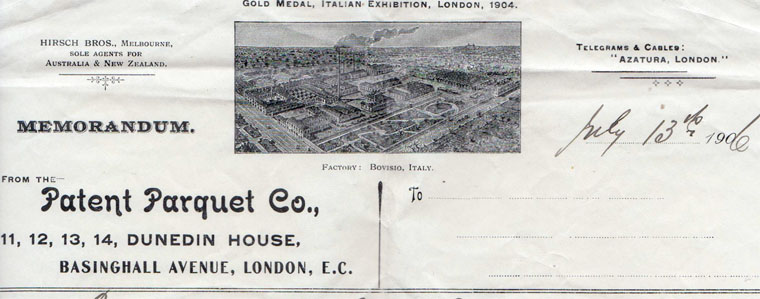 GOLD MEDAL, ITALIAN EXHIBITION, LONDON, 1904.
HIRSCH BROS., MELBOURNE,
SOLE AGENTS FOR
AUSTRALIA & NEW ZEALAND.
TELEGRAMS & CABLES:
"AZATURA, LONDON."
MEMORANDUM.
July 13th 1906
FACTORY: BOVISIO, ITALY.
FROM THE
Patent Parquet Co.,
To
11, 12, 13, 14, DUNEDIN HOUSE,
BASINGHALL AVENUE, LONDON, E.C.